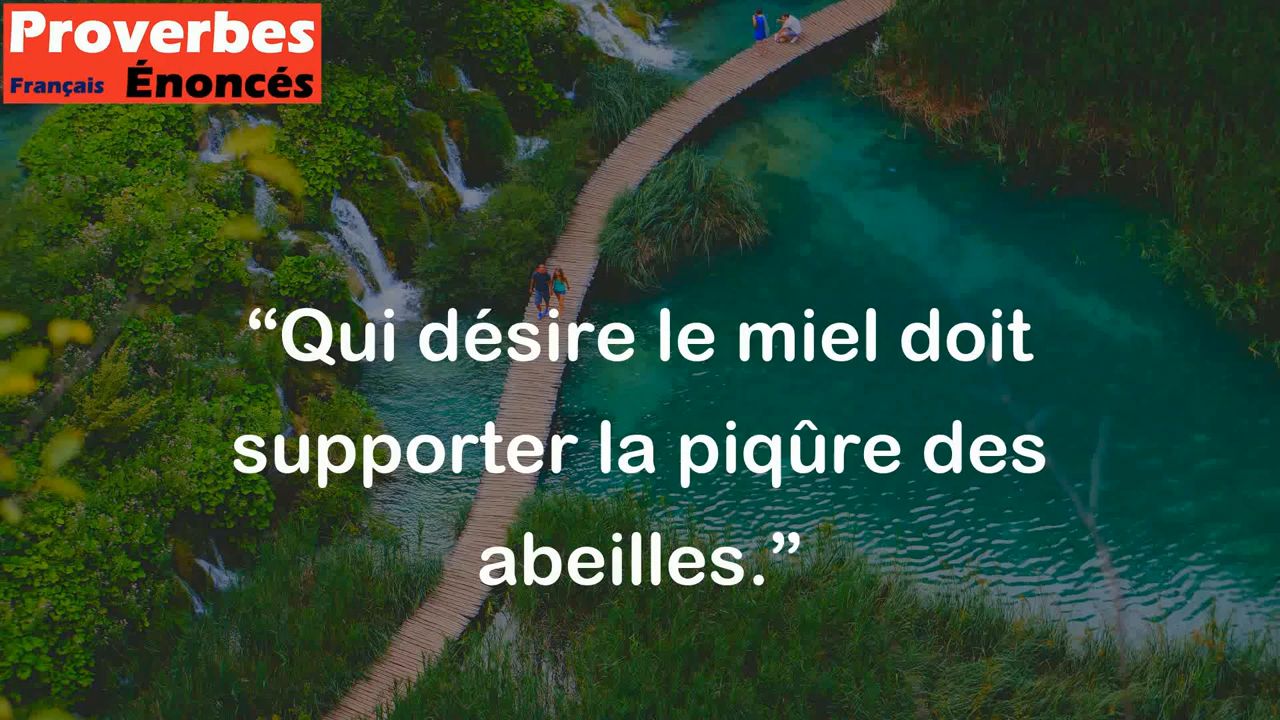 Proverbes
Français Énoncés
“Qui désire le miel doit
supporter la piqûre des
abeilles.”